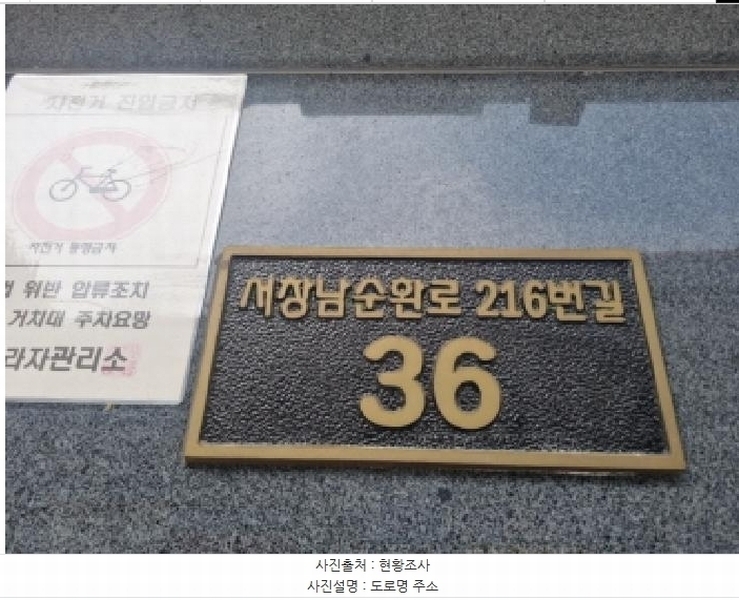 자전거 진입금지
자전거 통행금지
위반 압류조치
거치대 주차요망
라자관리소
서창남순환로 216번길
36
사진출처 : 현황조사
사진설명 : 도로명 주소